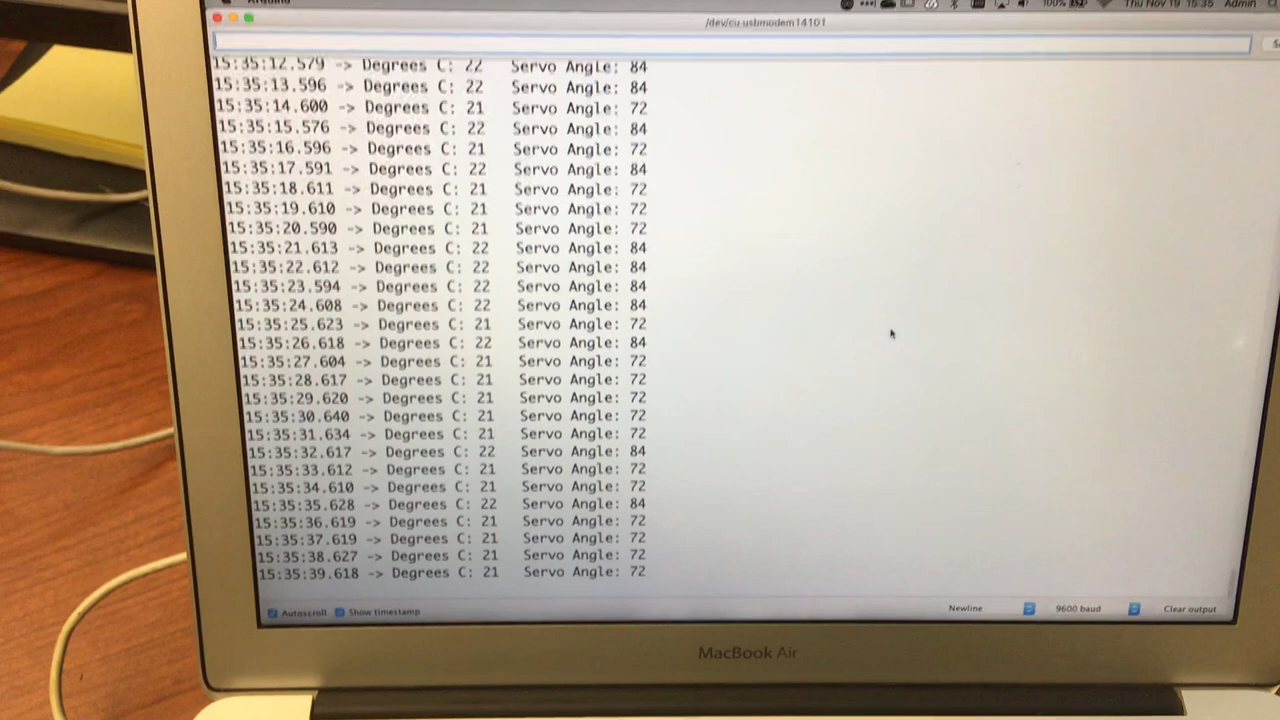 Arduino
100% Thu Nov 19 15:35 Admin
/dev/cu.usbmodem14101
15:35:12.579 -> Degrees C: 22 Servo Angle: 84
15:35:13.596 -> Degrees C: 22 Servo Angle: 84
15:35:14.600 -> Degrees C: 21 Servo Angle: 72
15:35:15.576 -> Degrees C: 22 Servo Angle: 84
15:35:16.596 -> Degrees C: 21 Servo Angle: 72
15:35:17.591 -> Degrees C: 22 Servo Angle: 84
15:35:18.611 -> Degrees C: 21 Servo Angle: 72
15:35:19.610 -> Degrees C: 21 Servo Angle: 72
15:35:20.590 -> Degrees C: 21 Servo Angle: 72
15:35:21.613 -> Degrees C: 22 Servo Angle: 84
15:35:22.612 -> Degrees C: 22 Servo Angle: 84
15:35:23.594 -> Degrees C: 22 Servo Angle: 84
15:35:24.608 -> Degrees C: 22 Servo Angle: 84
15:35:25.623 -> Degrees C: 21 Servo Angle: 72
15:35:26.618 -> Degrees C: 22 Servo Angle: 84
15:35:27.604 -> Degrees C: 21 Servo Angle: 72
15:35:28.617 -> Degrees C: 21 Servo Angle: 72
15:35:29.620 -> Degrees C: 21 Servo Angle: 72
15:35:30.640 -> Degrees C: 21 Servo Angle: 72
15:35:31.634 -> Degrees C: 21 Servo Angle: 72
15:35:32.617 -> Degrees C: 22 Servo Angle: 84
15:35:33.612 -> Degrees C: 21 Servo Angle: 72
15:35:34.610 -> Degrees C: 21 Servo Angle: 72
15:35:35.628 -> Degrees C: 22 Servo Angle: 84
15:35:36.619 -> Degrees C: 21 Servo Angle: 72
15:35:37.619 -> Degrees C: 21 Servo Angle: 72
15:35:38.627 -> Degrees C: 21 Servo Angle: 72
15:35:39.618 -> Degrees C: 21 Servo Angle: 72
Autoscroll Show timestamp Newline 9600 baud Clear output
MacBook Air